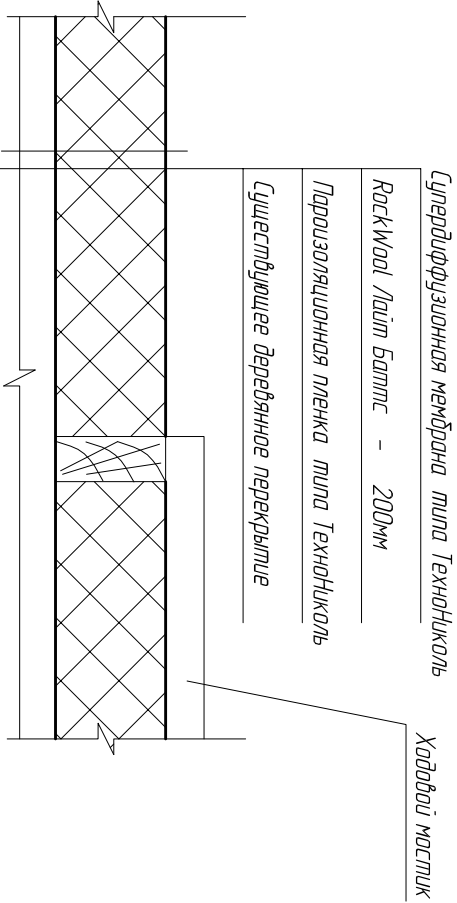 Супердиффузионная мембрана типа ТехноНиколь
RockWool Лайт Баттс - 200мм
Пароизоляционная пленка типа ТехноНиколь
Существующее деревянное перекрытие
Ходовой мостик